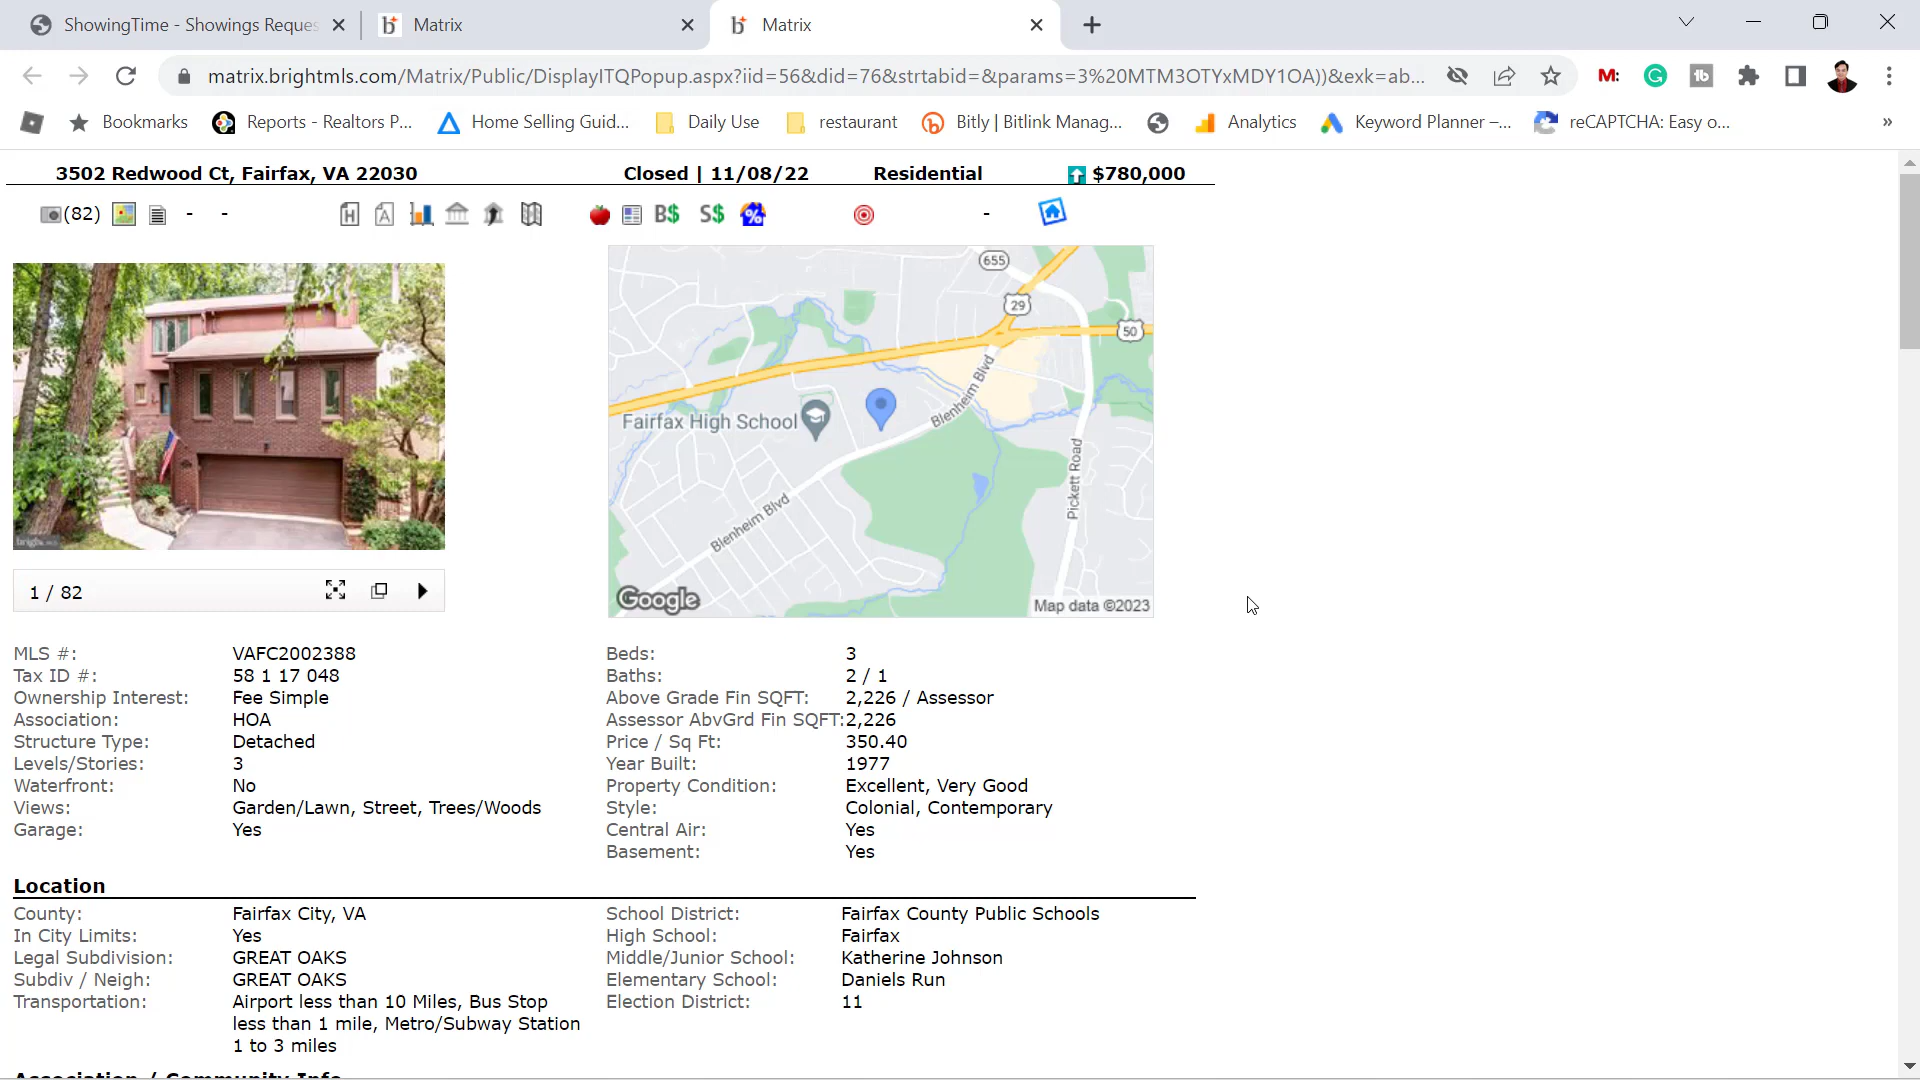 ShowingTime - Showings Reques
Matrix
Matrix
matrix.brightmls.com/Matrix/Public/DisplayITQPopup.aspx?iid=56&did=76&strtabid=&params=3%20MTM3OTYxMDY1OA))&exk=ab...
M:
Bookmarks
Reports - Realtors P...
Home Selling Guid...
Daily Use
restaurant
Bitly | Bitlink Manag...
Analytics
Keyword Planner –...
reCAPTCHA: Easy o...
»
3502 Redwood Ct, Fairfax, VA 22030 Closed | 11/08/22 Residential $780,000
(82) - - H A B$ S$ % -
655
29
50
Fairfax High School
Blenheim Blvd
Blenheim Blvd
Pickett Road
Google
Map data ©2023
bright
1 / 82
MLS #: VAFC2002388
Tax ID #: 58 1 17 048
Ownership Interest: Fee Simple
Association: HOA
Structure Type: Detached
Levels/Stories: 3
Waterfront: No
Views: Garden/Lawn, Street, Trees/Woods
Garage: Yes
Beds: 3
Baths: 2 / 1
Above Grade Fin SQFT: 2,226 / Assessor
Assessor AbvGrd Fin SQFT: 2,226
Price / Sq Ft: 350.40
Year Built: 1977
Property Condition: Excellent, Very Good
Style: Colonial, Contemporary
Central Air: Yes
Basement: Yes
Location
County: Fairfax City, VA
In City Limits: Yes
Legal Subdivision: GREAT OAKS
Subdiv / Neigh: GREAT OAKS
Transportation: Airport less than 10 Miles, Bus Stop
less than 1 mile, Metro/Subway Station
1 to 3 miles
School District: Fairfax County Public Schools
High School: Fairfax
Middle/Junior School: Katherine Johnson
Elementary School: Daniels Run
Election District: 11
Association / Community Info